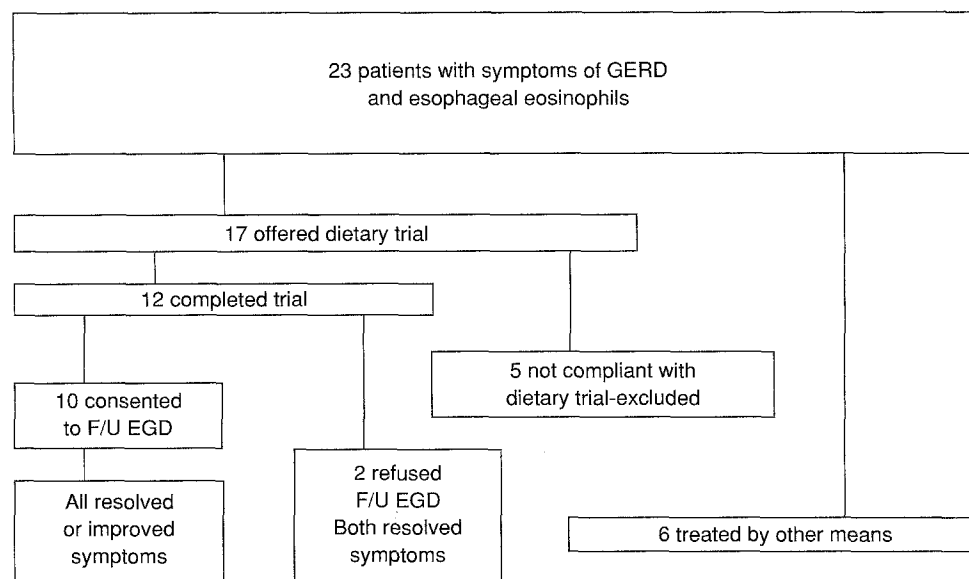 23 patients with symptoms of GERD
and esophageal eosinophils
17 offered dietary trial
12 completed trial
5 not compliant with
dietary trial-excluded
10 consented
to F/U EGD
2 refused
F/U EGD
Both resolved
symptoms
All resolved
or improved
symptoms
6 treated by other means